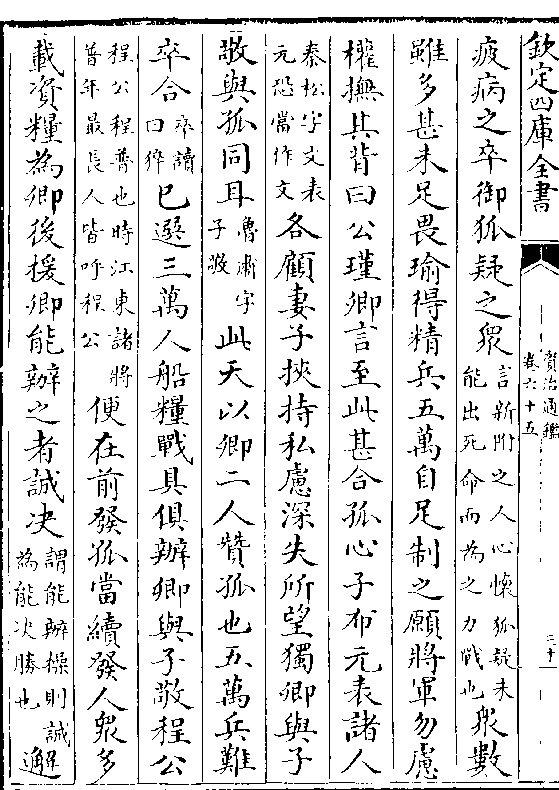 欽定四庫全書
資治通鑑
卷六十五
疲病之卒御狐疑之衆言新附之人心懷狐疑未能出死命而為之力戰也衆數
雖多甚未足畏瑜得精兵五萬自足制之願將軍勿慮
權撫其背曰公瑾卿言至此甚合孤心子布元表諸人
秦松字文表元恐當作文各顧妻子挾持私慮深失所望獨卿與子
敬與孤同耳魯肅字子敬此天以卿二人贊孤也五萬兵難
卒合卒讀曰猝已選三萬人船糧戰具俱辦卿與子敬程公
程公程普也時江東諸將普年最長人皆呼程公便在前發孤當續發人衆多
載資糧為卿後援卿能辦之者誠决謂能辦操則誠為能决勝也邂